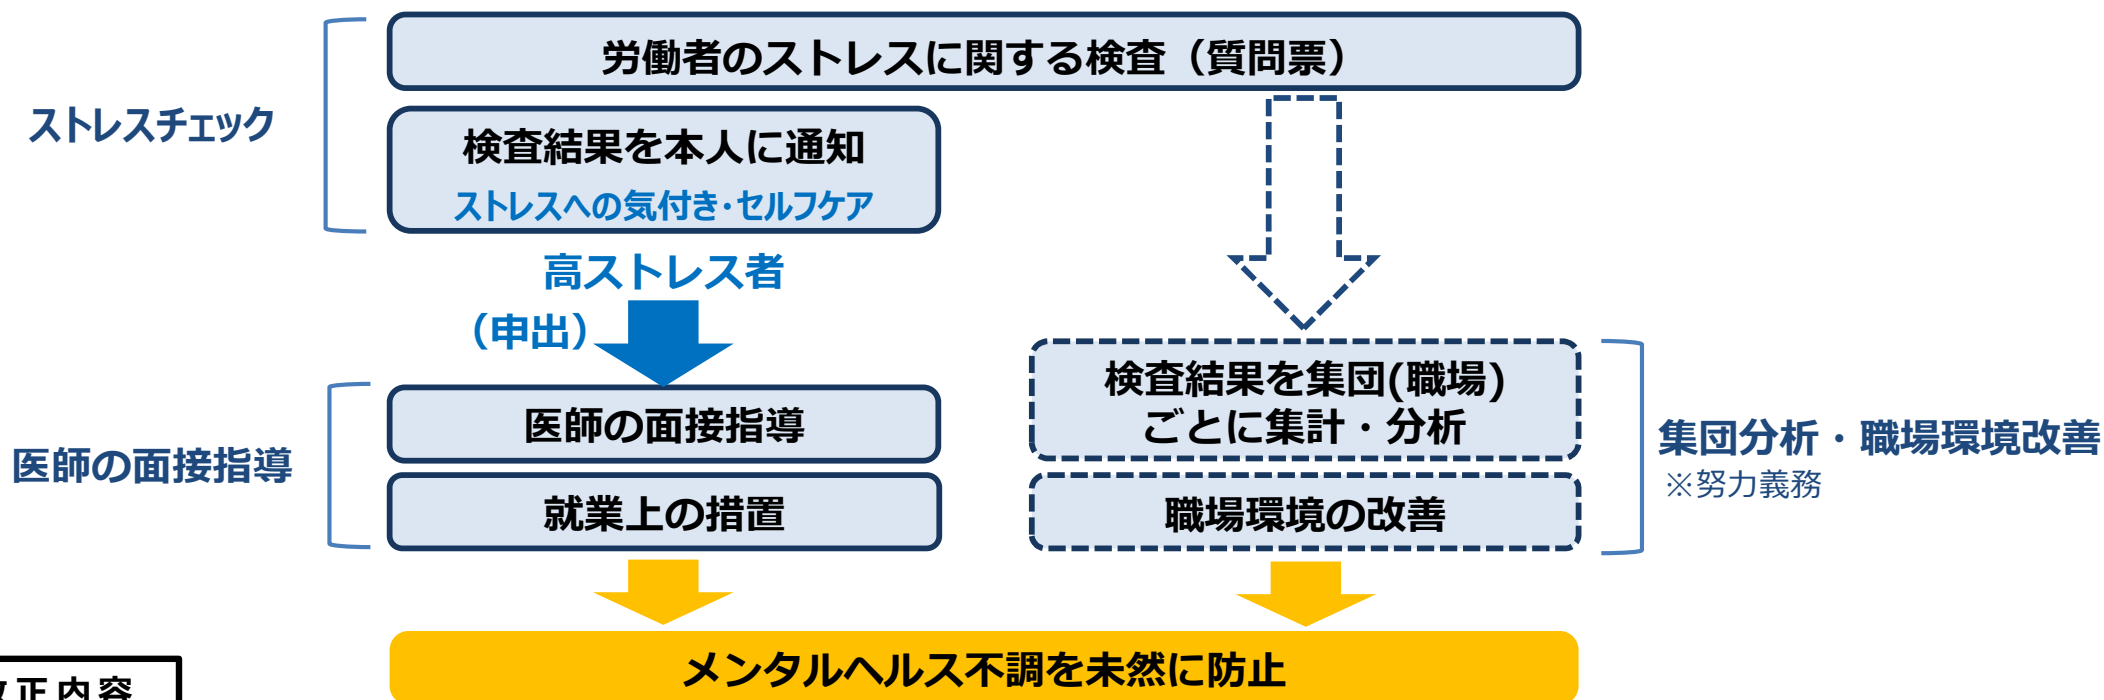 労働者のストレスに関する検査（質問票）
ストレスチェック
検査結果を本人に通知
ストレスへの気付き･セルフケア
高ストレス者
（申出）
医師の面接指導
医師の面接指導
就業上の措置
検査結果を集団(職場)
ごとに集計・分析
職場環境の改善
集団分析・職場環境改善
※努力義務
メンタルヘルス不調を未然に防止
正内容